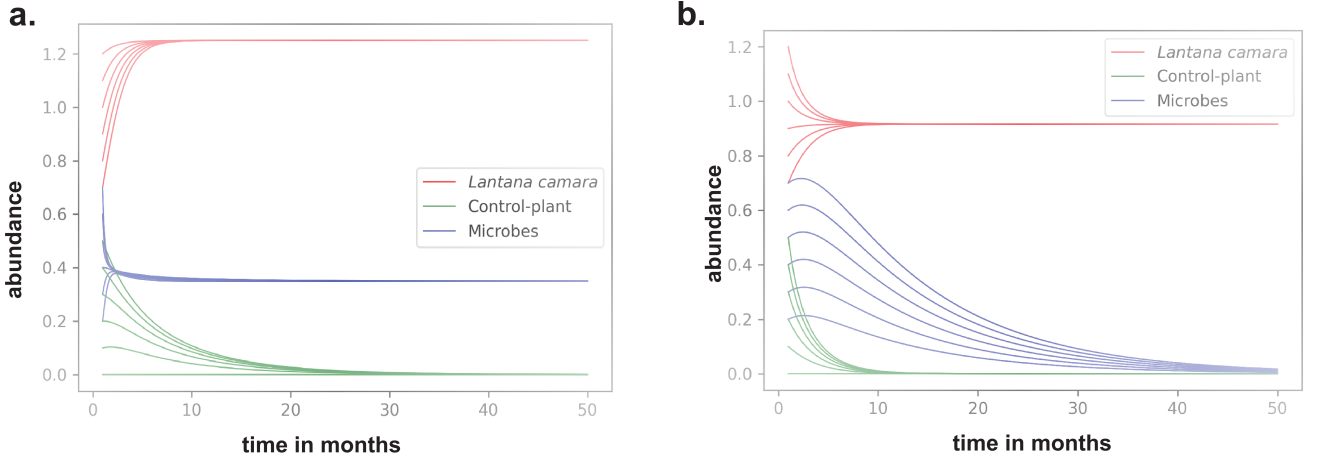 a.
1.2
1.0
0.8
0.6
0.4
0.2
0.0
abundance
Lantana camara
Control-plant
Microbes
0 10 20 30 40 50
time in months
b.
1.2
1.0
0.8
0.6
0.4
0.2
0.0
abundance
Lantana camara
Control-plant
Microbes
0 10 20 30 40 50
time in months